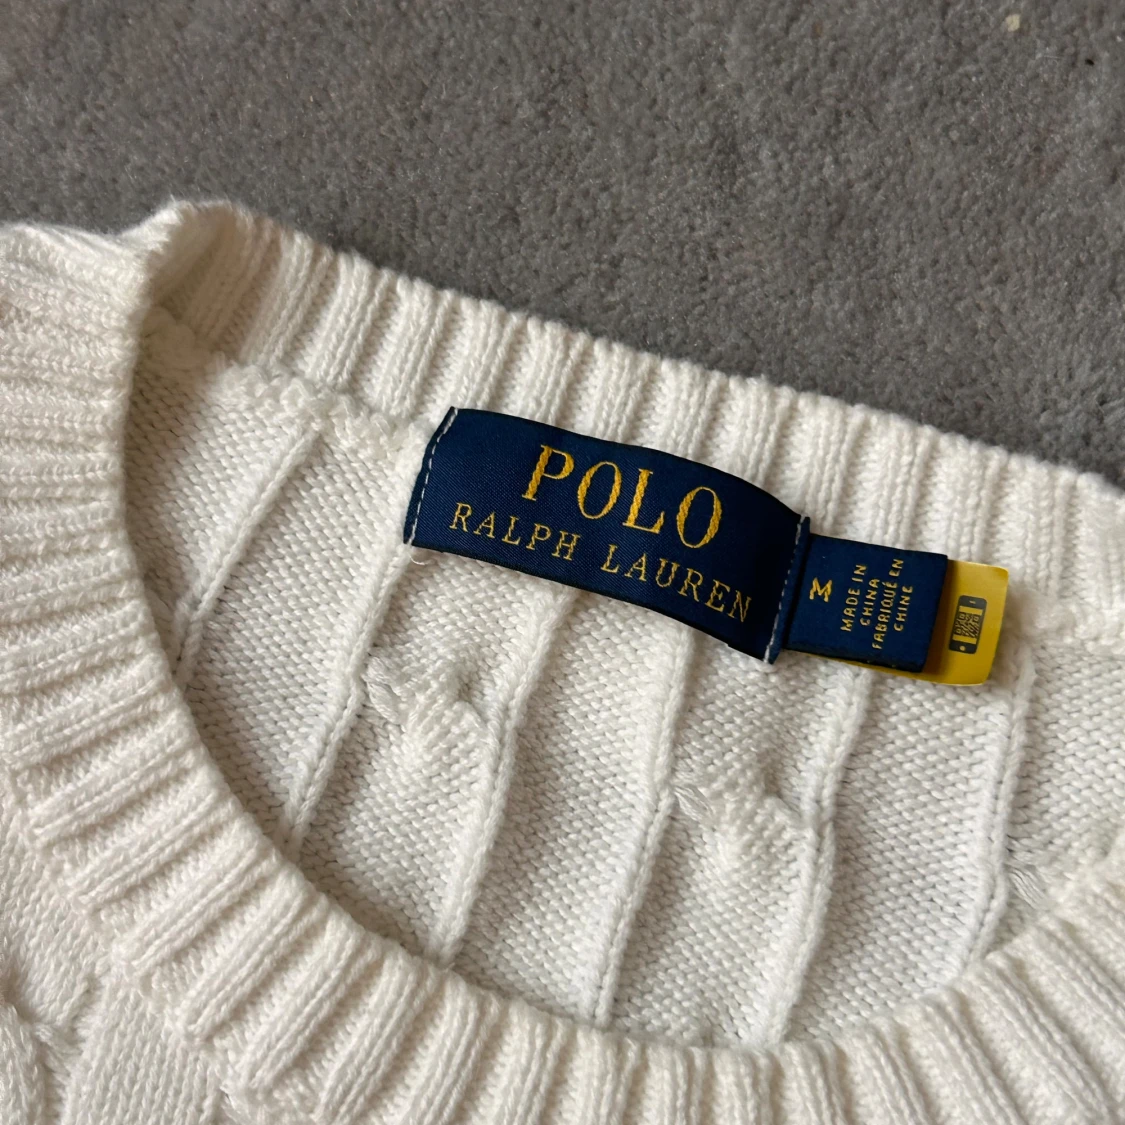 POLO
RALPH LAUREN
M
MADE IN
CHINA
FABRIQUÉ EN
CHINE